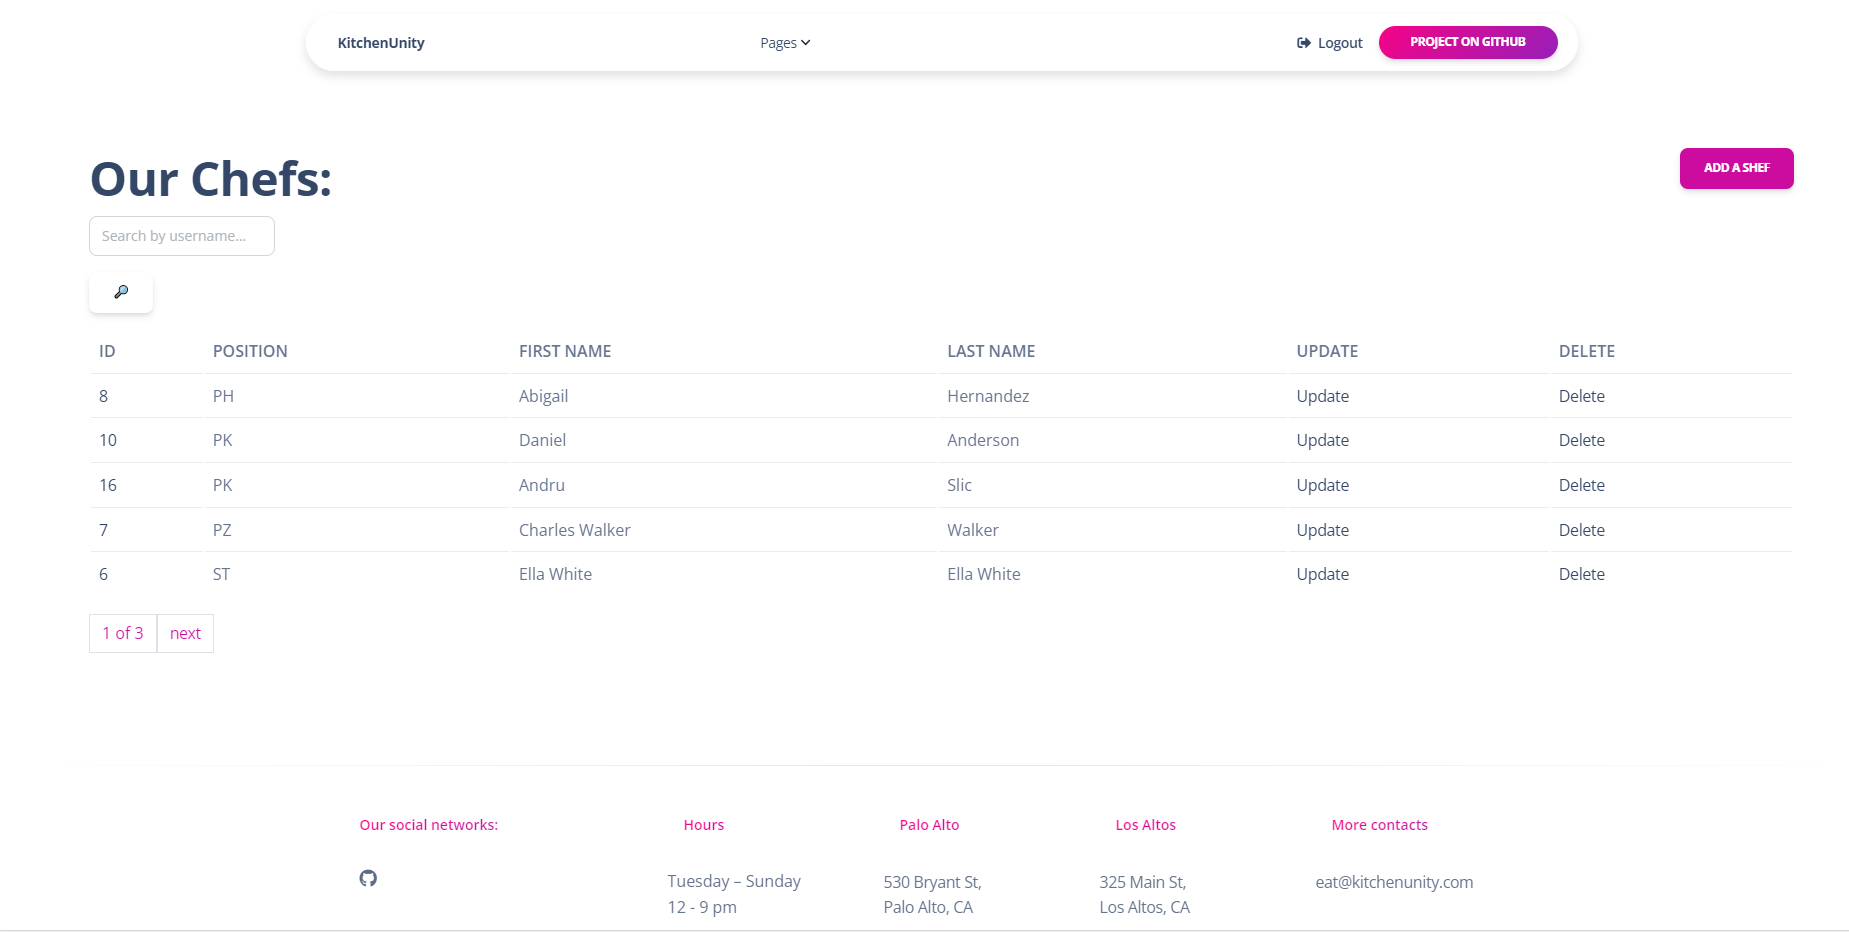 KitchenUnity Pages Logout PROJECT ON GITHUB
Our Chefs: ADD A SHEF
Search by username...
ID POSITION FIRST NAME LAST NAME UPDATE DELETE
8 PH Abigail Hernandez Update Delete
10 PK Daniel Anderson Update Delete
16 PK Andru Slic Update Delete
7 PZ Charles Walker Walker Update Delete
6 ST Ella White Ella White Update Delete
1 of 3 next
Our social networks: Hours Palo Alto Los Altos More contacts
Tuesday – Sunday 530 Bryant St, 325 Main St, eat@kitchenunity.com
12 - 9 pm Palo Alto, CA Los Altos, CA